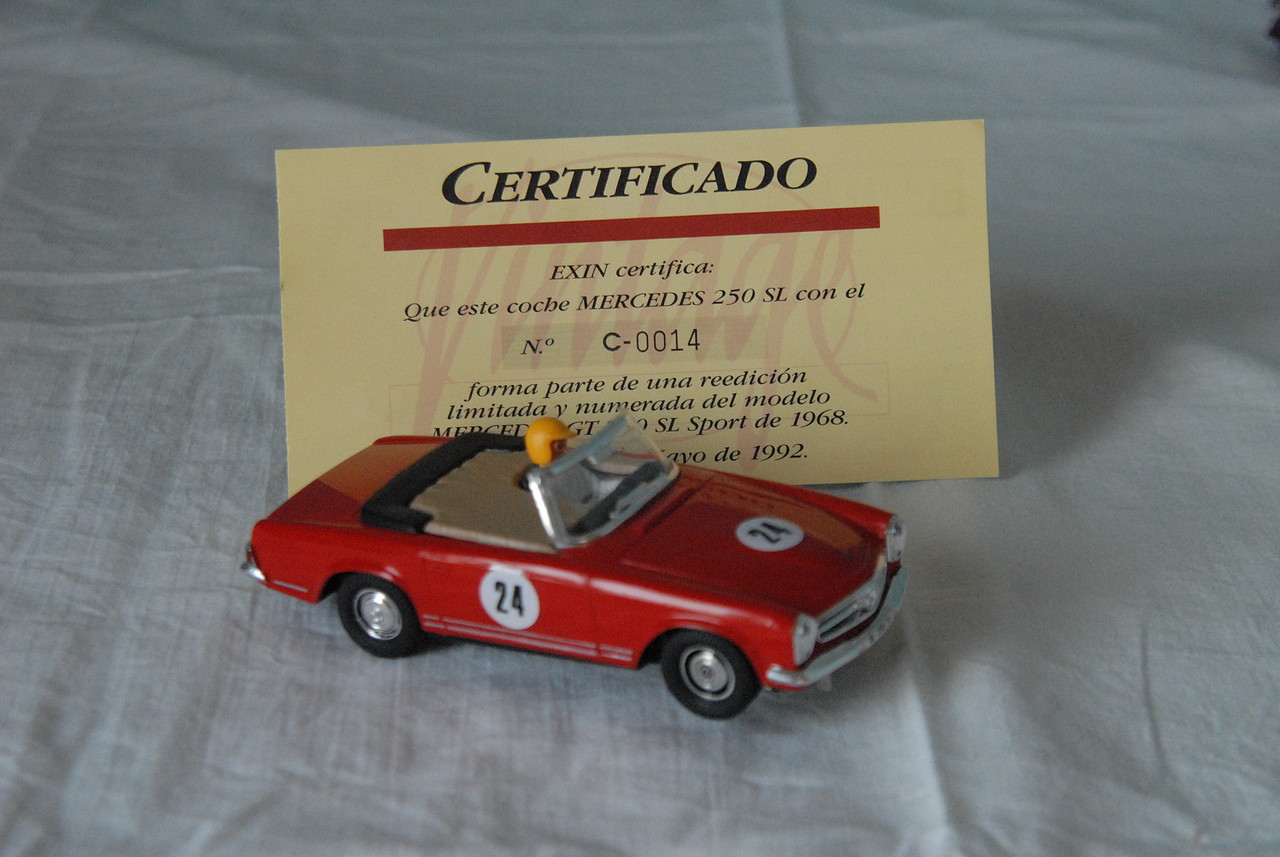 CERTIFICADO
Vintage
EXIN certifica:
Que este coche MERCEDES 250 SL con el
N.º C-0014
forma parte de una reedición
limitada y numerada del modelo
SL Sport de 1968.
de 1992.
24
24